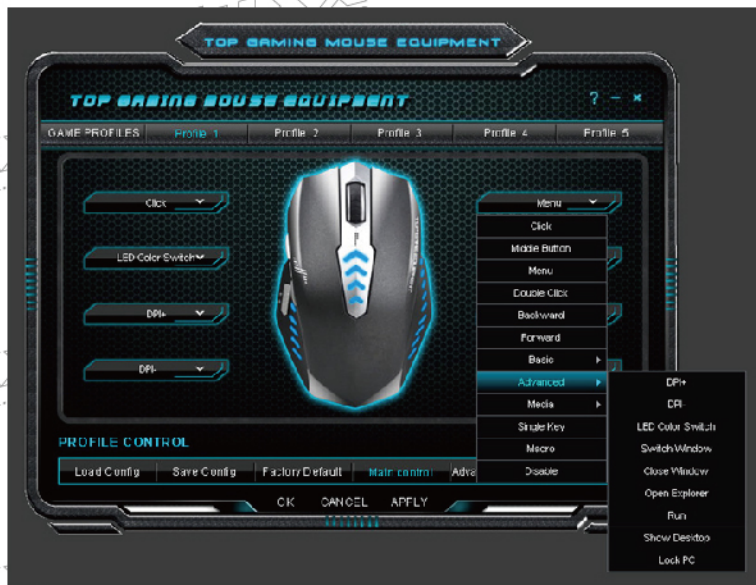 TOP GAMING MOUSE EQUIPMENT
TOP GAMING MOUSE EQUIPMENT
? – ×
GAME PROFILES Profile 1 Profile 2 Profile 3 Profile 4 Profile 5
Click
LED Color Switch
DPI+
DPI-
Menu
Click
Middle Button
Menu
Double Click
Backward
Forward
Basic
Advanced
Media
Single Key
Macro
Disable
DPI+
DPI-
LED Color Switch
Switch Window
Close Window
Open Explorer
Run
Show Desktop
Lock PC
PROFILE CONTROL
Load Config Save Config Factory Default Main control Adva
OK CANCEL APPLY